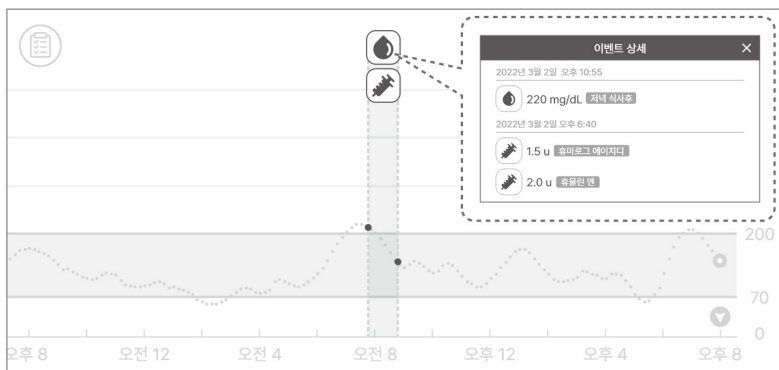 이벤트 상세
2022년 3월 2일 오후 10:55
220 mg/dL 저녁 식사후
2022년 3월 2일 오후 6:40
1.5 u 휴마로그 에이치디
2.0 u 휴물린 엔
200
70
0
오후 8 오전 12 오전 4 오전 8 오후 12 오후 4 오후 8